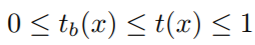 0 ≤ t_b(x) ≤ t(x) ≤ 1